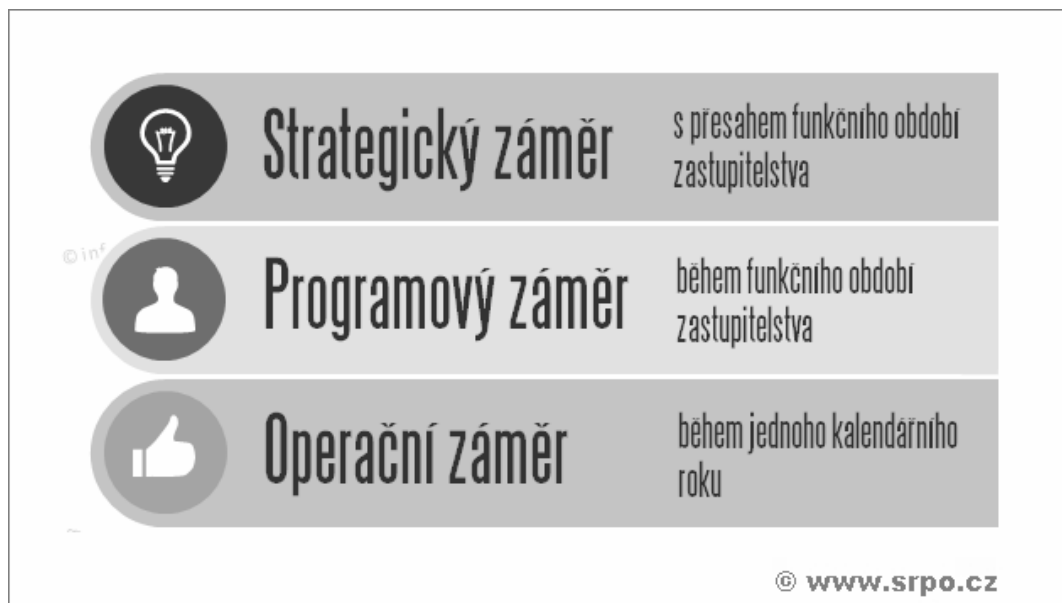 Strategický záměr
s přesahem funkčního období
zastupitelstva
© inf
Programový záměr
během funkčního období
zastupitelstva
Operační záměr
během jednoho kalendářního
roku
© www.srpo.cz